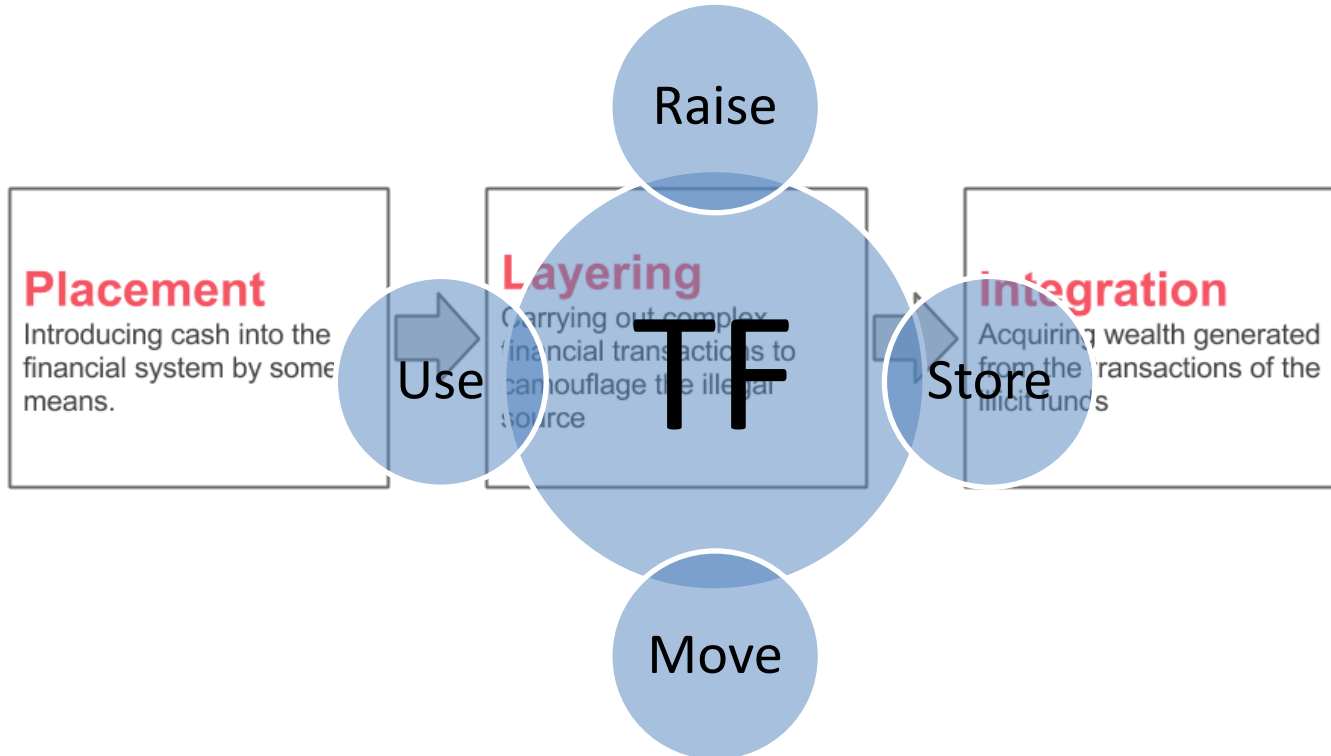 Raise
Placement
Introducing cash into the
financial system by some
means.
Layering
Carrying out complex
financial transactions to
camouflage the illegal
source
Integration
Acquiring wealth generated
from the transactions of the
illicit funds
Use
TF
Store
Move